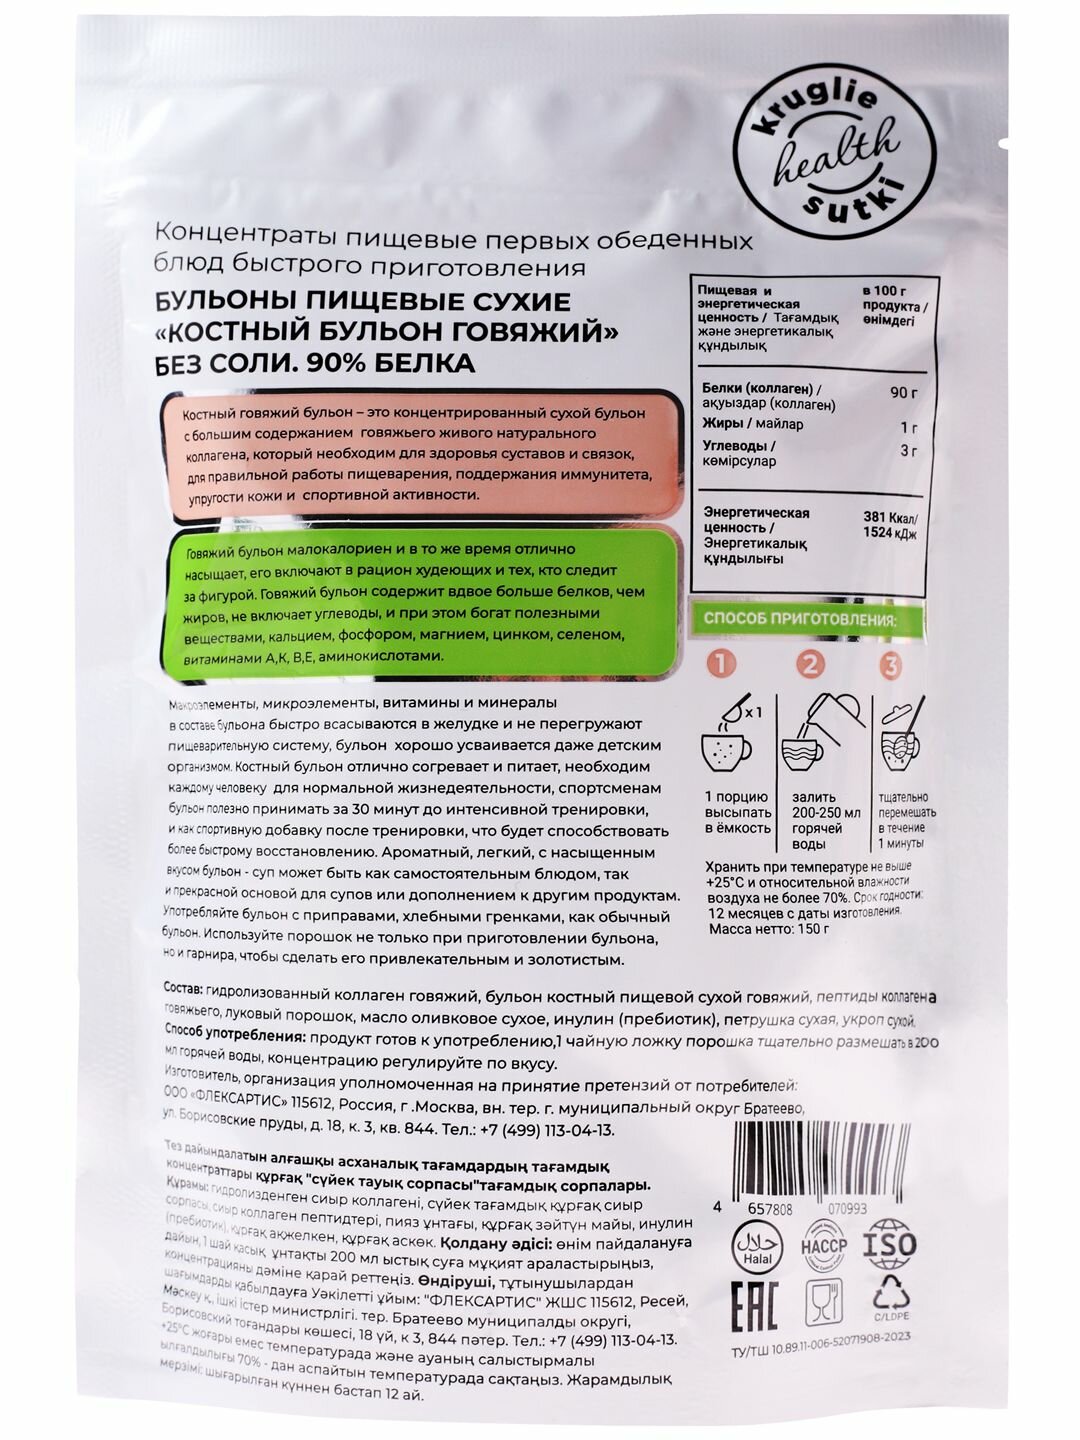 kruglie
health
sutki
Концентраты пищевые первых обеденных
блюд быстрого приготовления
БУЛЬОНЫ ПИЩЕВЫЕ СУХИЕ
«КОСТНЫЙ БУЛЬОН ГОВЯЖИЙ»
БЕЗ СОЛИ. 90% БЕЛКА
Костный говяжий бульон – это концентрированный сухой бульон
с большим содержанием говяжьего живого натурального
коллагена, который необходим для здоровья суставов и связок,
для правильной работы пищеварения, поддержания иммунитета,
упругости кожи и спортивной активности.
Говяжий бульон малокалориен и в то же время отлично
насыщает, его включают в рацион худеющих и тех, кто следит
за фигурой. Говяжий бульон содержит вдвое больше белков, чем
жиров, не включает углеводы, и при этом богат полезными
веществами, кальцием, фосфором, магнием, цинком, селеном,
витаминами А,К, В,Е, аминокислотами.
Макроэлементы, микроэлементы, витамины и минералы
в составе бульона быстро всасываются в желудке и не перегружают
пищеварительную систему, бульон хорошо усваивается даже детским
организмом. Костный бульон отлично согревает и питает, необходим
каждому человеку для нормальной жизнедеятельности, спортсменам
бульон полезно принимать за 30 минут до интенсивной тренировки,
и как спортивную добавку после тренировки, что будет способствовать
более быстрому восстановлению. Ароматный, легкий, с насыщенным
вкусом бульон - суп может быть как самостоятельным блюдом, так
и прекрасной основой для супов или дополнением к другим продуктам.
Употребляйте бульон с приправами, хлебными гренками, как обычный
бульон. Используйте порошок не только при приготовлении бульона,
но и гарнира, чтобы сделать его привлекательным и золотистым.
Пищевая и энергетическая ценность / Тағамдық және энергетикалық құндылық
в 100 г продукта / өнімдегі
Белки (коллаген) / ақуыздар (коллаген) 90 г
Жиры / майлар 1 г
Углеводы / көмірсулар 3 г
Энергетическая ценность / Энергетикалық құндылығы
381 Ккал/ 1524 кДж
СПОСОБ ПРИГОТОВЛЕНИЯ:
1 2 3
x1
1 порцию высыпать в ёмкость
залить 200-250 мл горячей воды
тщательно перемешать в течение 1 минуты
Хранить при температуре не выше
+25°С и относительной влажности
воздуха не более 70%. Срок годности:
12 месяцев с даты изготовления.
Масса нетто: 150 г
Состав: гидролизованный коллаген говяжий, бульон костный пищевой сухой говяжий, пептиды коллагена
говяжьего, луковый порошок, масло оливковое сухое, инулин (пребиотик), петрушка сухая, укроп сухой.
Способ употребления: продукт готов к употреблению,1 чайную ложку порошка тщательно размешать в 200
мл горячей воды, концентрацию регулируйте по вкусу.
Изготовитель, организация уполномоченная на принятие претензий от потребителей:
ООО «ФЛЕКСАРТИС» 115612, Россия, г .Москва, вн. тер. г. муниципальный округ Братеево,
ул. Борисовские пруды, д. 18, к. 3, кв. 844. Тел.: +7 (499) 113-04-13.
Тез дайындалатын алғашқы асханалық тағамдардың тағамдық
концентраттары құрғақ "сүйек тауық сорпасы"тағамдық сорпалары.
Құрамы: гидролизденген сиыр коллагені, сүйек тағамдық құрғақ сиыр
сорпасы, сиыр коллаген пептидтері, пияз ұнтағы, құрғақ зәйтүн майы, инулин
(пребиотик), құрғақ ақжелкен, құрғақ аскөк. Қолдану әдісі: өнім пайдалануға
дайын, 1 шай қасық ұнтақты 200 мл ыстық суға мұқият араластырыңыз,
концентрацияны дәміне қарай реттеңіз. Өндіруші, тұтынушылардан
шағымдарды қабылдауға Уәкілетті ұйым: "ФЛЕКСАРТИС" ЖШС 115612, Ресей,
Мәскеу қ, ішкі істер министрлігі. тер. Братеево муниципалды округі,
Борисовский тоғандары көшесі, 18 үй, к 3, 844 пәтер. Тел.: +7 (499) 113-04-13.
+25°С жоғары емес температурада және ауаның салыстырмалы
ылғалдылығы 70% - дан аспайтын температурада сақтаңыз. Жарамдылық
мерзімі: шығарылған күннен бастап 12 ай.
4 657808 070993
حلال
Halal
HACCP
ISO
EAC
C/LDPE
ТУ/ТШ 10.89.11-006-52071908-2023